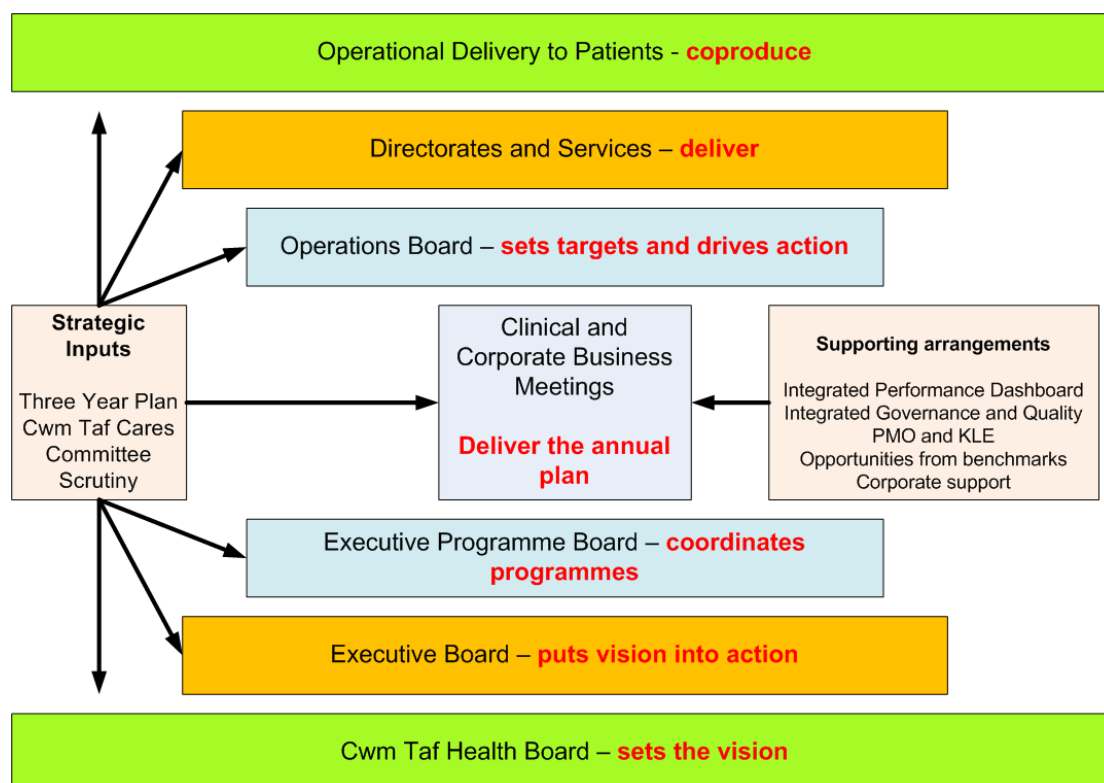 Operational Delivery to Patients - coproduce
Directorates and Services – deliver
Operations Board – sets targets and drives action
Strategic
Inputs
Three Year Plan
Cwm Taf Cares
Committee
Scrutiny
Clinical and
Corporate Business
Meetings
Deliver the annual
plan
Supporting arrangements
Integrated Performance Dashboard
Integrated Governance and Quality
PMO and KLE
Opportunities from benchmarks
Corporate support
Executive Programme Board – coordinates
programmes
Executive Board – puts vision into action
Cwm Taf Health Board – sets the vision